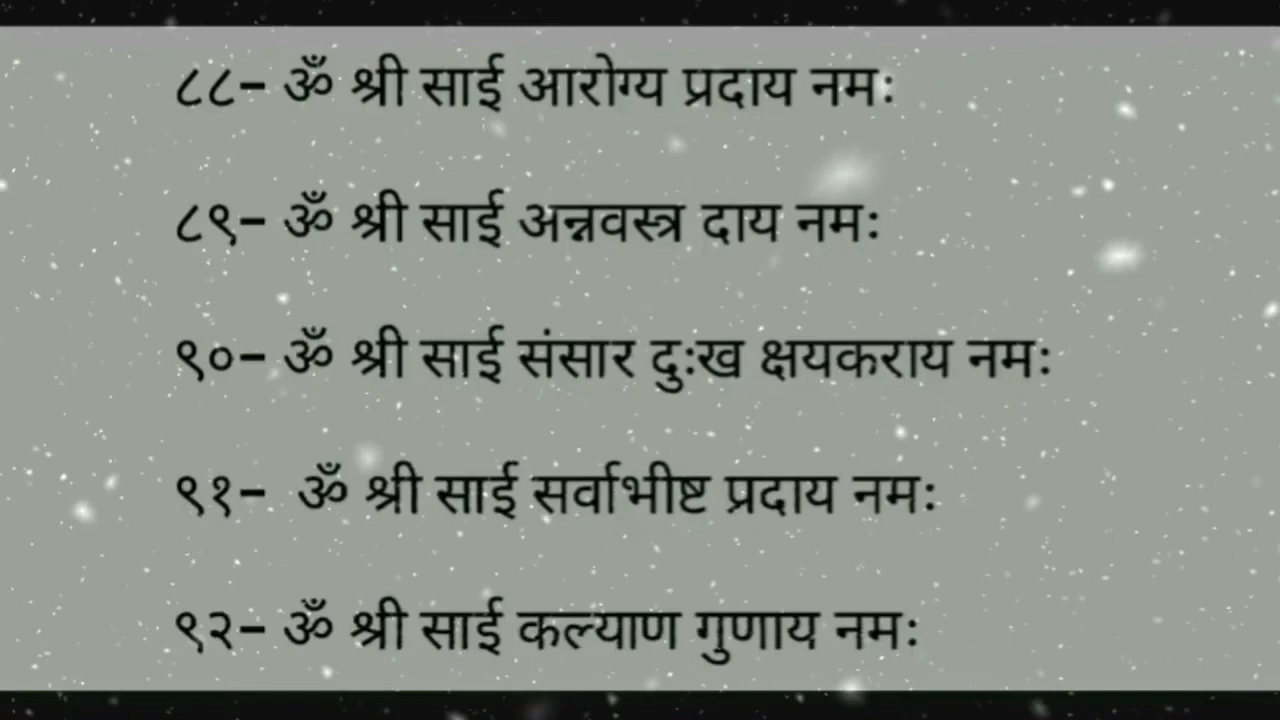 ८८- ॐ श्री साई आरोग्य प्रदाय नमः
८९- ॐ श्री साई अन्नवस्त्र दाय नमः
९०- ॐ श्री साई संसार दुःख क्षयकराय नमः
९१- ॐ श्री साई सर्वाभीष्ट प्रदाय नमः
९२- ॐ श्री साई कल्याण गुणाय नमः